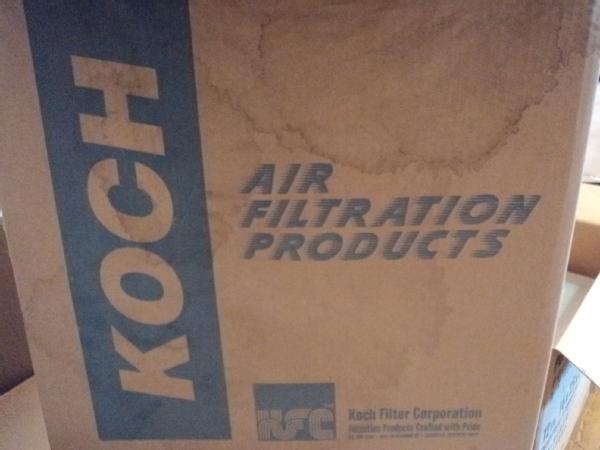 KOCH
AIR
FILTRATION
PRODUCTS
KFC
Koch Filter Corporation
Filtration Products Crafted with Pride